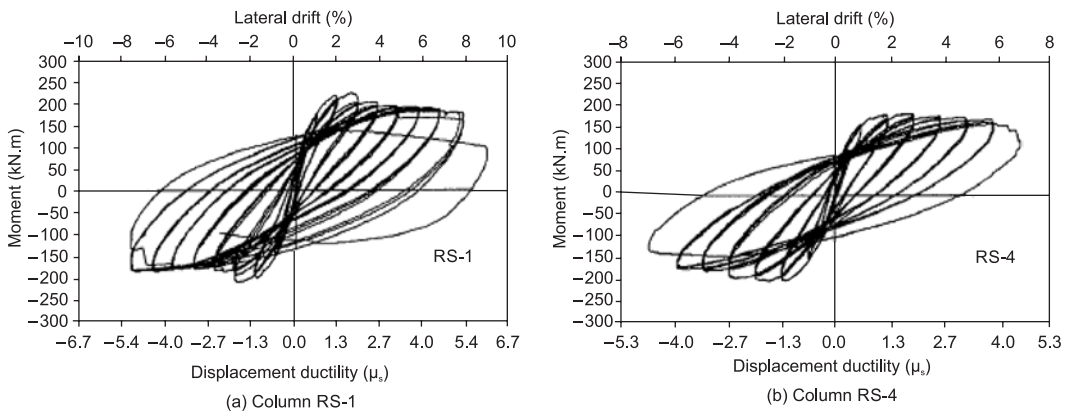 Lateral drift (%)
–10 –8 –6 –4 –2 0 2 4 6 8 10
Moment (kN.m)
300
250
200
150
100
50
0
–50
–100
–150
–200
–250
–300
RS-1
–6.7 –5.4 –4.0 –2.7 –1.3 0.0 1.3 2.7 4.0 5.4 6.7
Displacement ductility (μs)
(a) Column RS-1
Lateral drift (%)
–8 –6 –4 –2 0 2 4 6 8
Moment (kN.m)
300
250
200
150
100
50
0
–50
–100
–150
–200
–250
–300
RS-4
–5.3 –4.0 –2.7 –1.3 0.0 1.3 2.7 4.0 5.3
Displacement ductility (μs)
(b) Column RS-4